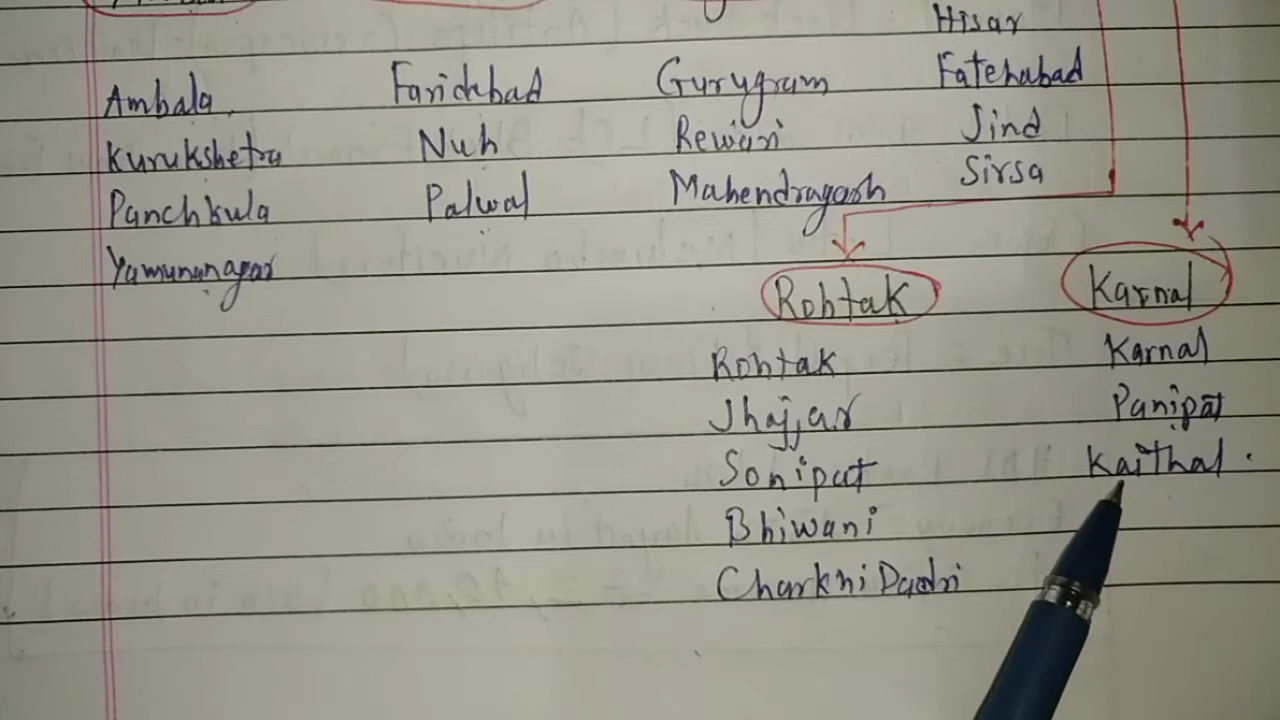 Hisar
Ambala Faridabad Gurugram Fatehabad
Kurukshetra Nuh Rewari Jind
Panchkula Palwal Mahendragarh Sirsa
Yamunanagar
Rohtak Karnal
Rohtak Karnal
Jhajjar Panipat
Sonipat Kaithal
Bhiwani
Charkhi Dadri